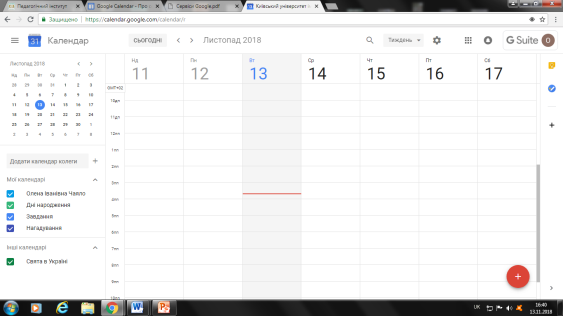 Педагогічний інститут
Google Calendar – Про
Сервіси Google.pdf
Київський університет
Защищено
https://calendar.google.com/calendar/r
31
Календар
СЬОГОДНІ
Листопад 2018
Тиждень
G Suite
O
Листопад 2018
Нд Пн Вт Ср Чт Пт Сб
28 29 30 31 1 2 3
4 5 6 7 8 9 10
11 12 13 14 15 16 17
18 19 20 21 22 23 24
25 26 27 28 29 30 1
2 3 4 5 6 7 8
Додати календар колеги
Мої календарі
Олена Іванівна Чаяло
Дні народження
Завдання
Нагадування
Інші календарі
Свята в Україні
Нд Пн Вт Ср Чт Пт Сб
11 12 13 14 15 16 17
GMT+02
10дп
11дп
12пп
1пп
2пп
3пп
4пп
5пп
6пп
7пп
8пп
9пп
UK
16:40
13.11.2018